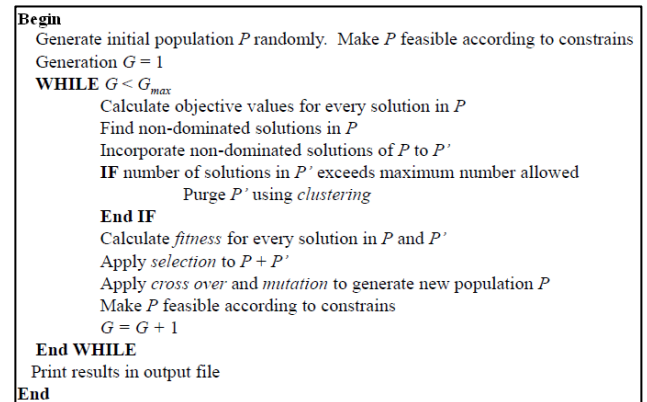 Begin
Generate initial population P randomly. Make P feasible according to constrains
Generation G = 1
WHILE G < Gmax
Calculate objective values for every solution in P
Find non-dominated solutions in P
Incorporate non-dominated solutions of P to P'
IF number of solutions in P' exceeds maximum number allowed
Purge P' using clustering
End IF
Calculate fitness for every solution in P and P'
Apply selection to P + P'
Apply cross over and mutation to generate new population P
Make P feasible according to constrains
G = G + 1
End WHILE
Print results in output file
End